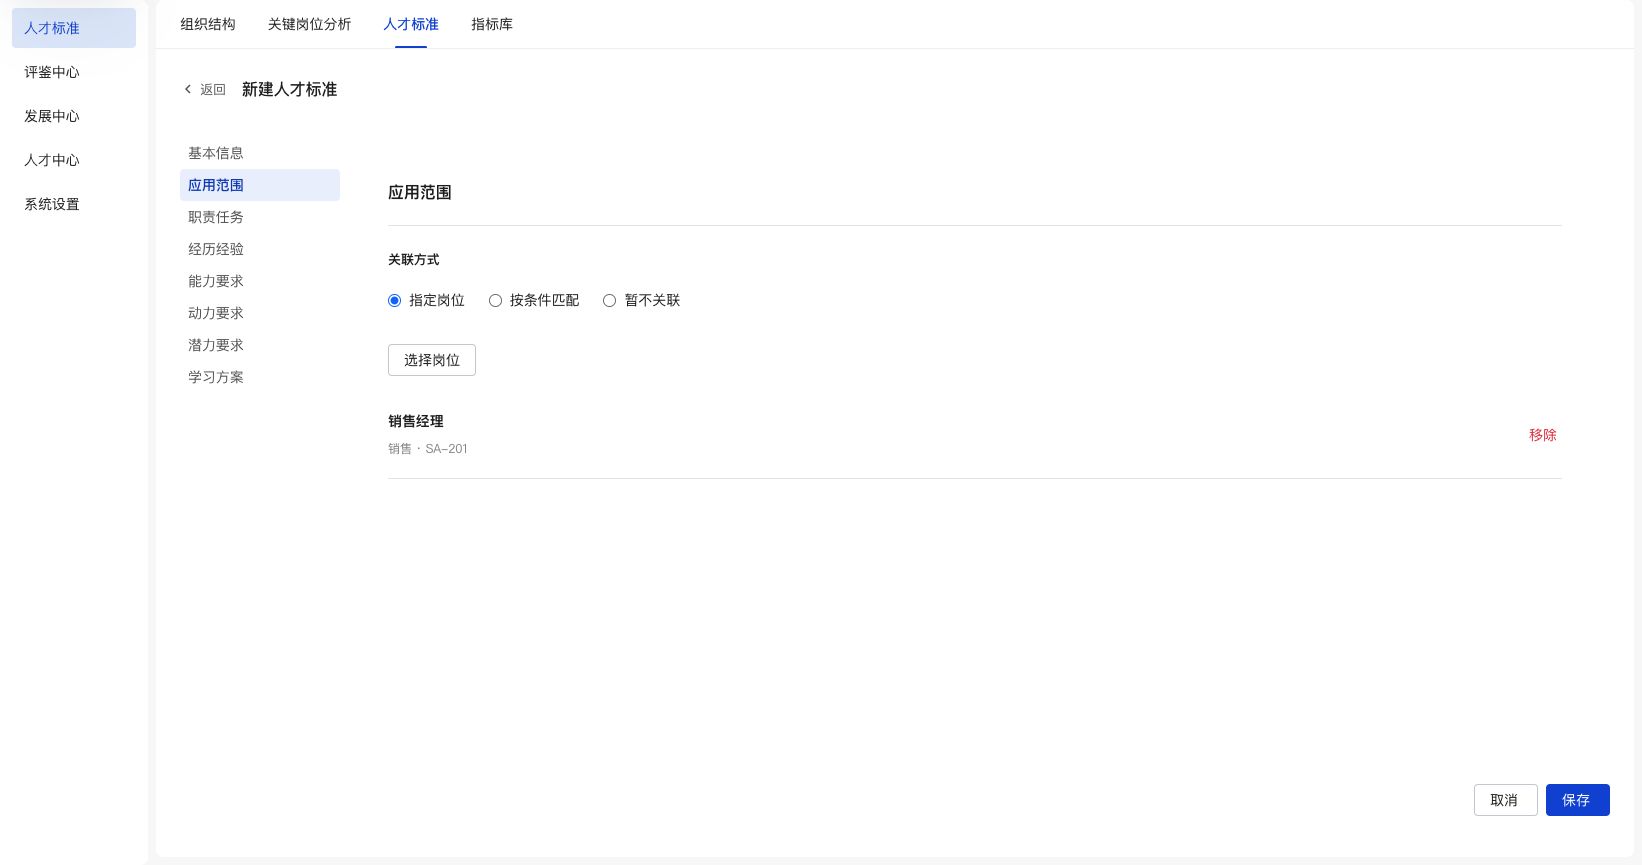 人才标准
评鉴中心
发展中心
人才中心
系统设置
组织结构 关键岗位分析 人才标准 指标库
返回 新建人才标准
基本信息
应用范围
职责任务
经历经验
能力要求
动力要求
潜力要求
学习方案
应用范围
关联方式
指定岗位 按条件匹配 暂不关联
选择岗位
销售经理
销售 · SA-201
移除
取消 保存